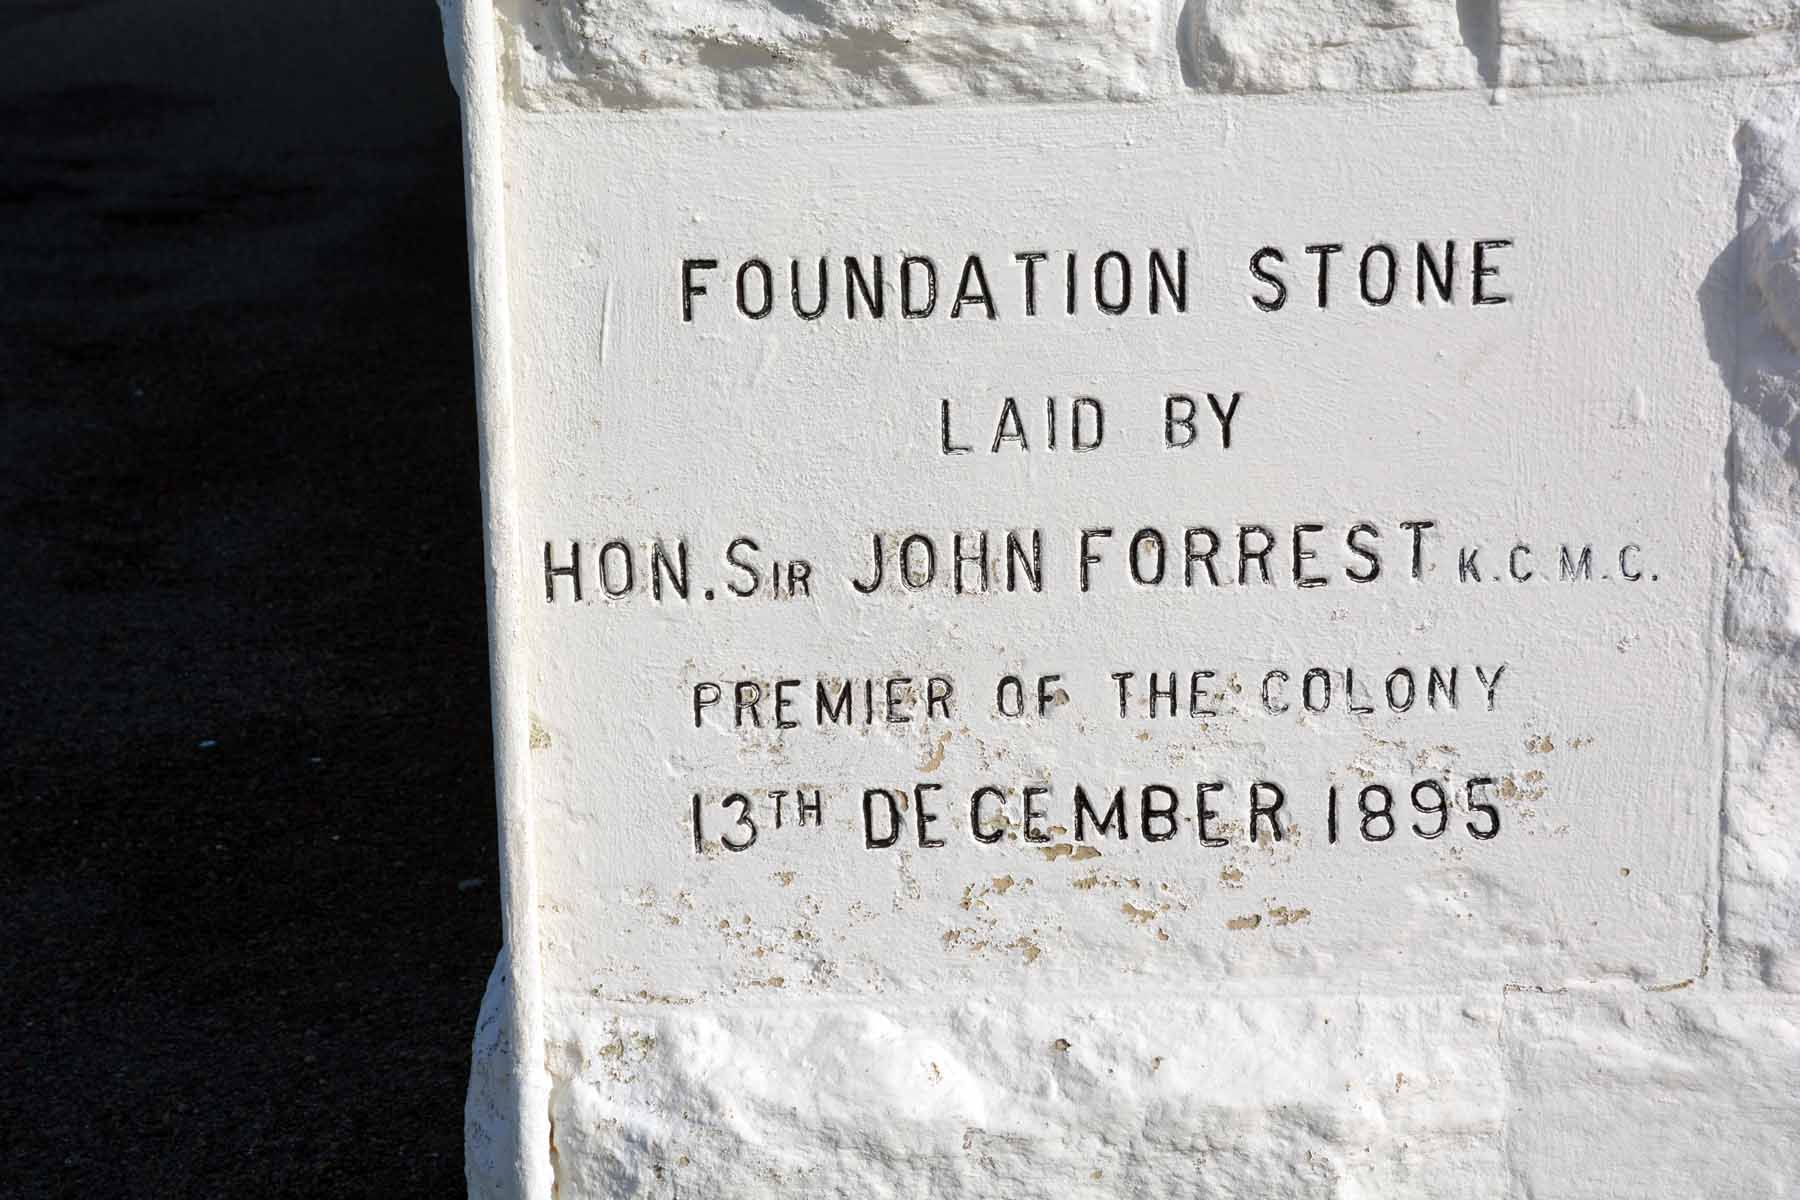 FOUNDATION STONE
LAID BY
HON. SIR JOHN FORREST K.C.M.C.
PREMIER OF THE COLONY
13TH DECEMBER 1895